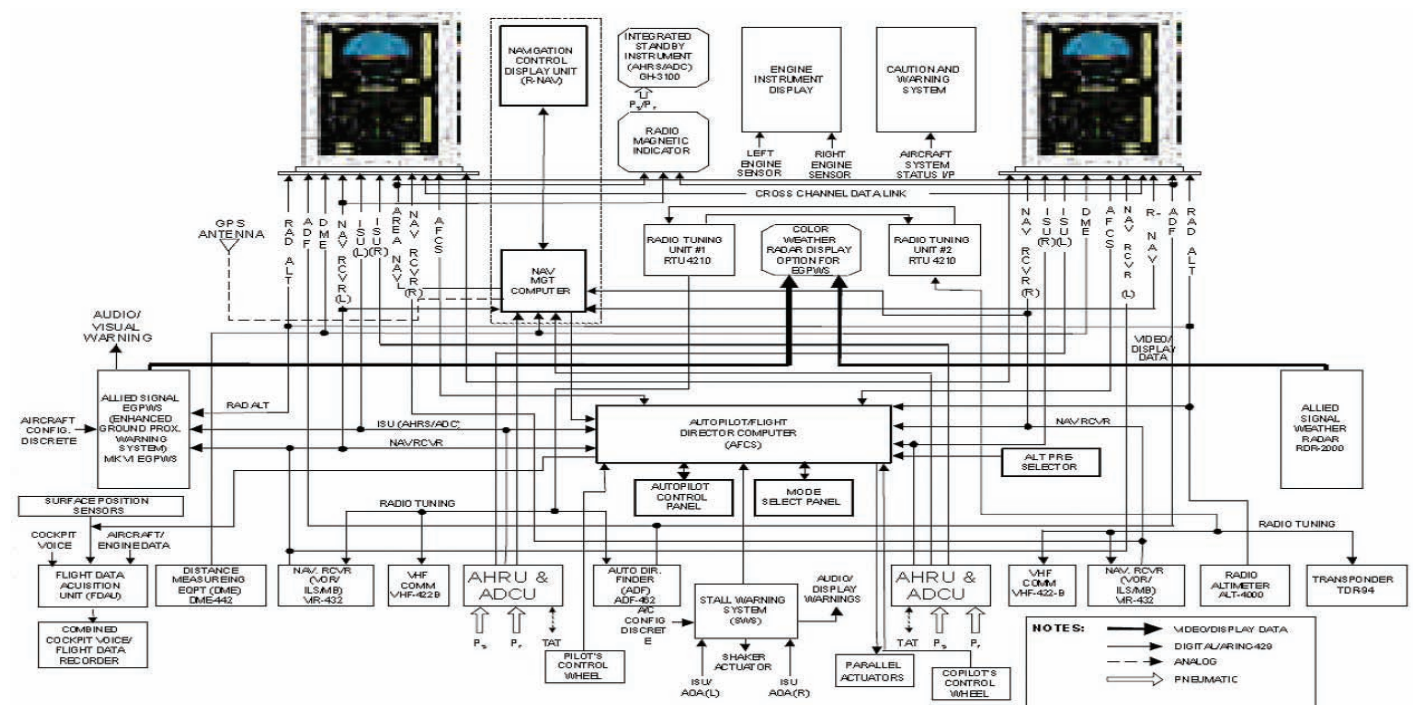 NAVIGATION
CONTROL
DISPLAY UNIT
(R-NAV)
INTEGRATED
STANDBY
INSTRUMENT
(AHRS/ADC)
GH-3100
ENGINE
INSTRUMENT
DISPLAY
CAUTION AND
WARNING
SYSTEM
RADIO
MAGNETIC
INDICATOR
LEFT
ENGINE
SENSOR
RIGHT
ENGINE
SENSOR
AIRCRAFT
SYSTEM
STATUS I/P
CROSS CHANNEL DATA LINK
GPS
ANTENNA
RAD ALT
ADF
DME
NAV RCVR (L)
ISU(L)
ISU(R)
AREA NAV
NAV RCVR(R)
AFCS
NAV RCVR(R)
ISU(R)
ISU(L)
DME
AFCS
NAV RCVR (L)
R- NAV
ADF
RAD ALT
RADIO TUNING
UNIT #1
RTU 4210
COLOR
WEATHER
RADAR DISPLAY
OPTION FOR
EGPWS
RADIO TUNING
UNIT #2
RTU 4210
NAV
MGT
COMPUTER
AUDIO/
VISUAL
WARNING
VIDEO/
DISPLAY
DATA
AIRCRAFT
CONFIG.
DISCRETE
ALLIED SIGNAL
EGPWS
(ENHANCED
GROUND PROX.
WARNING
SYSTEM)
MKVI EGPWS
RAD ALT
ISU (AHRS/ADC)
NAV RCVR
AUTOPILOT/FLIGHT
DIRECTOR COMPUTER
(AFCS)
NAV RCVR
ALT PRE-
SELECTOR
ALLIED
SIGNAL
WEATHER
RADAR
RDR-2000
AUTOPILOT
CONTROL
PANEL
MODE
SELECT PANEL
SURFACE POSITION
SENSORS
COCKPIT
VOICE
AIRCRAFT/
ENGINE DATA
RADIO TUNING
RADIO TUNING
FLIGHT DATA
ACUISITION
UNIT (FDAU)
DISTANCE
MEASUREING
EQPT (DME)
DME-442
NAV. RCVR
(VOR/
ILS/MB)
VIR-432
VHF
COMM
VHF-422B
AHRU &
ADCU
AUTO DIR.
FINDER
(ADF)
ADF-462
A/C
CONFIG
DISCRET
E
STALL WARNING
SYSTEM
(SWS)
AUDIO/
DISPLAY
WARNINGS
AHRU &
ADCU
VHF
COMM
VHF-422-B
NAV. RCVR
(VOR/
ILS/MB)
VIR-432
RADIO
ALTIMETER
ALT-4000
TRANSPONDER
TDR-94
COMBINED
COCKPIT VOICE/
FLIGHT DATA
RECORDER
TAT
PILOT'S
CONTROL
WHEEL
SHAKER
ACTUATOR
ISU/
AOA(L)
ISU/
AOA(R)
PARALLEL
ACTUATORS
TAT
COPILOT'S
CONTROL
WHEEL
NOTES:
VIDEO/DISPLAY DATA
DIGITAL/ARINC-429
ANALOG
PNEUMATIC